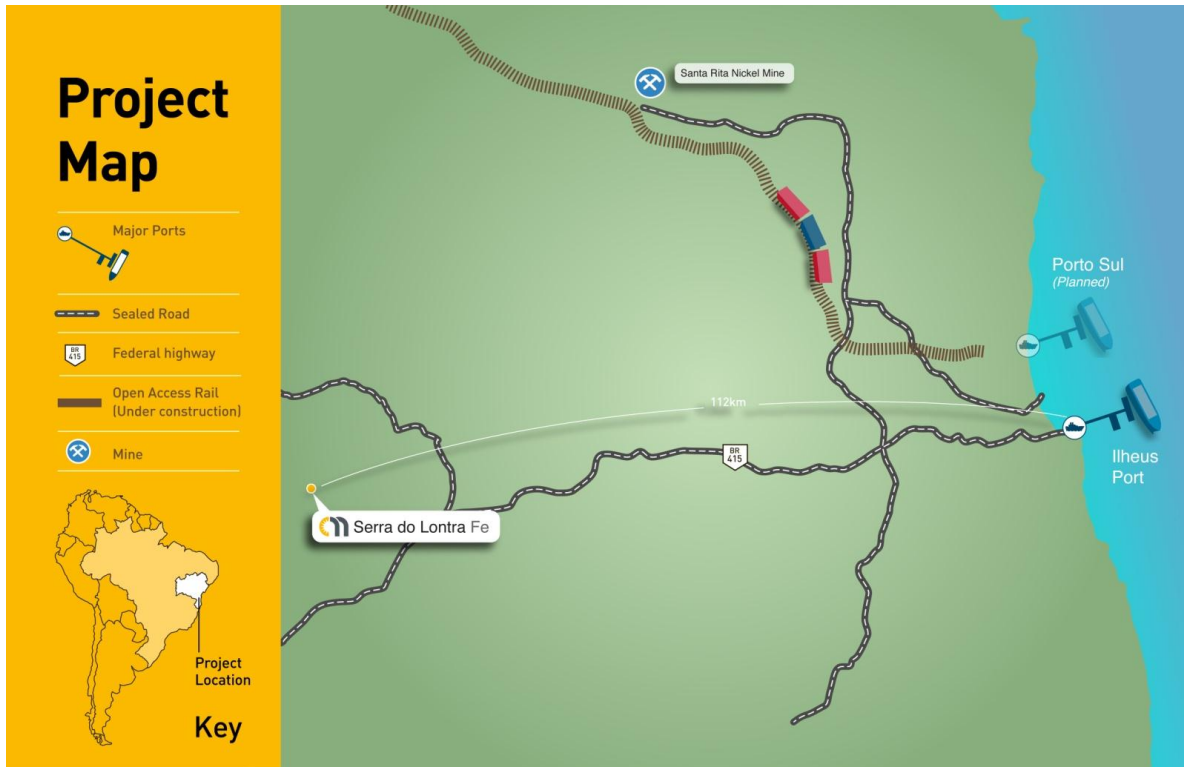 Project
Map
Major Ports
Sealed Road
BR
415
Federal highway
Open Access Rail
(Under construction)
Mine
Project
Location
Key
Santa Rita Nickel Mine
Porto Sul
(Planned)
112km
BR
415
Ilheus
Port
Serra do Lontra Fe